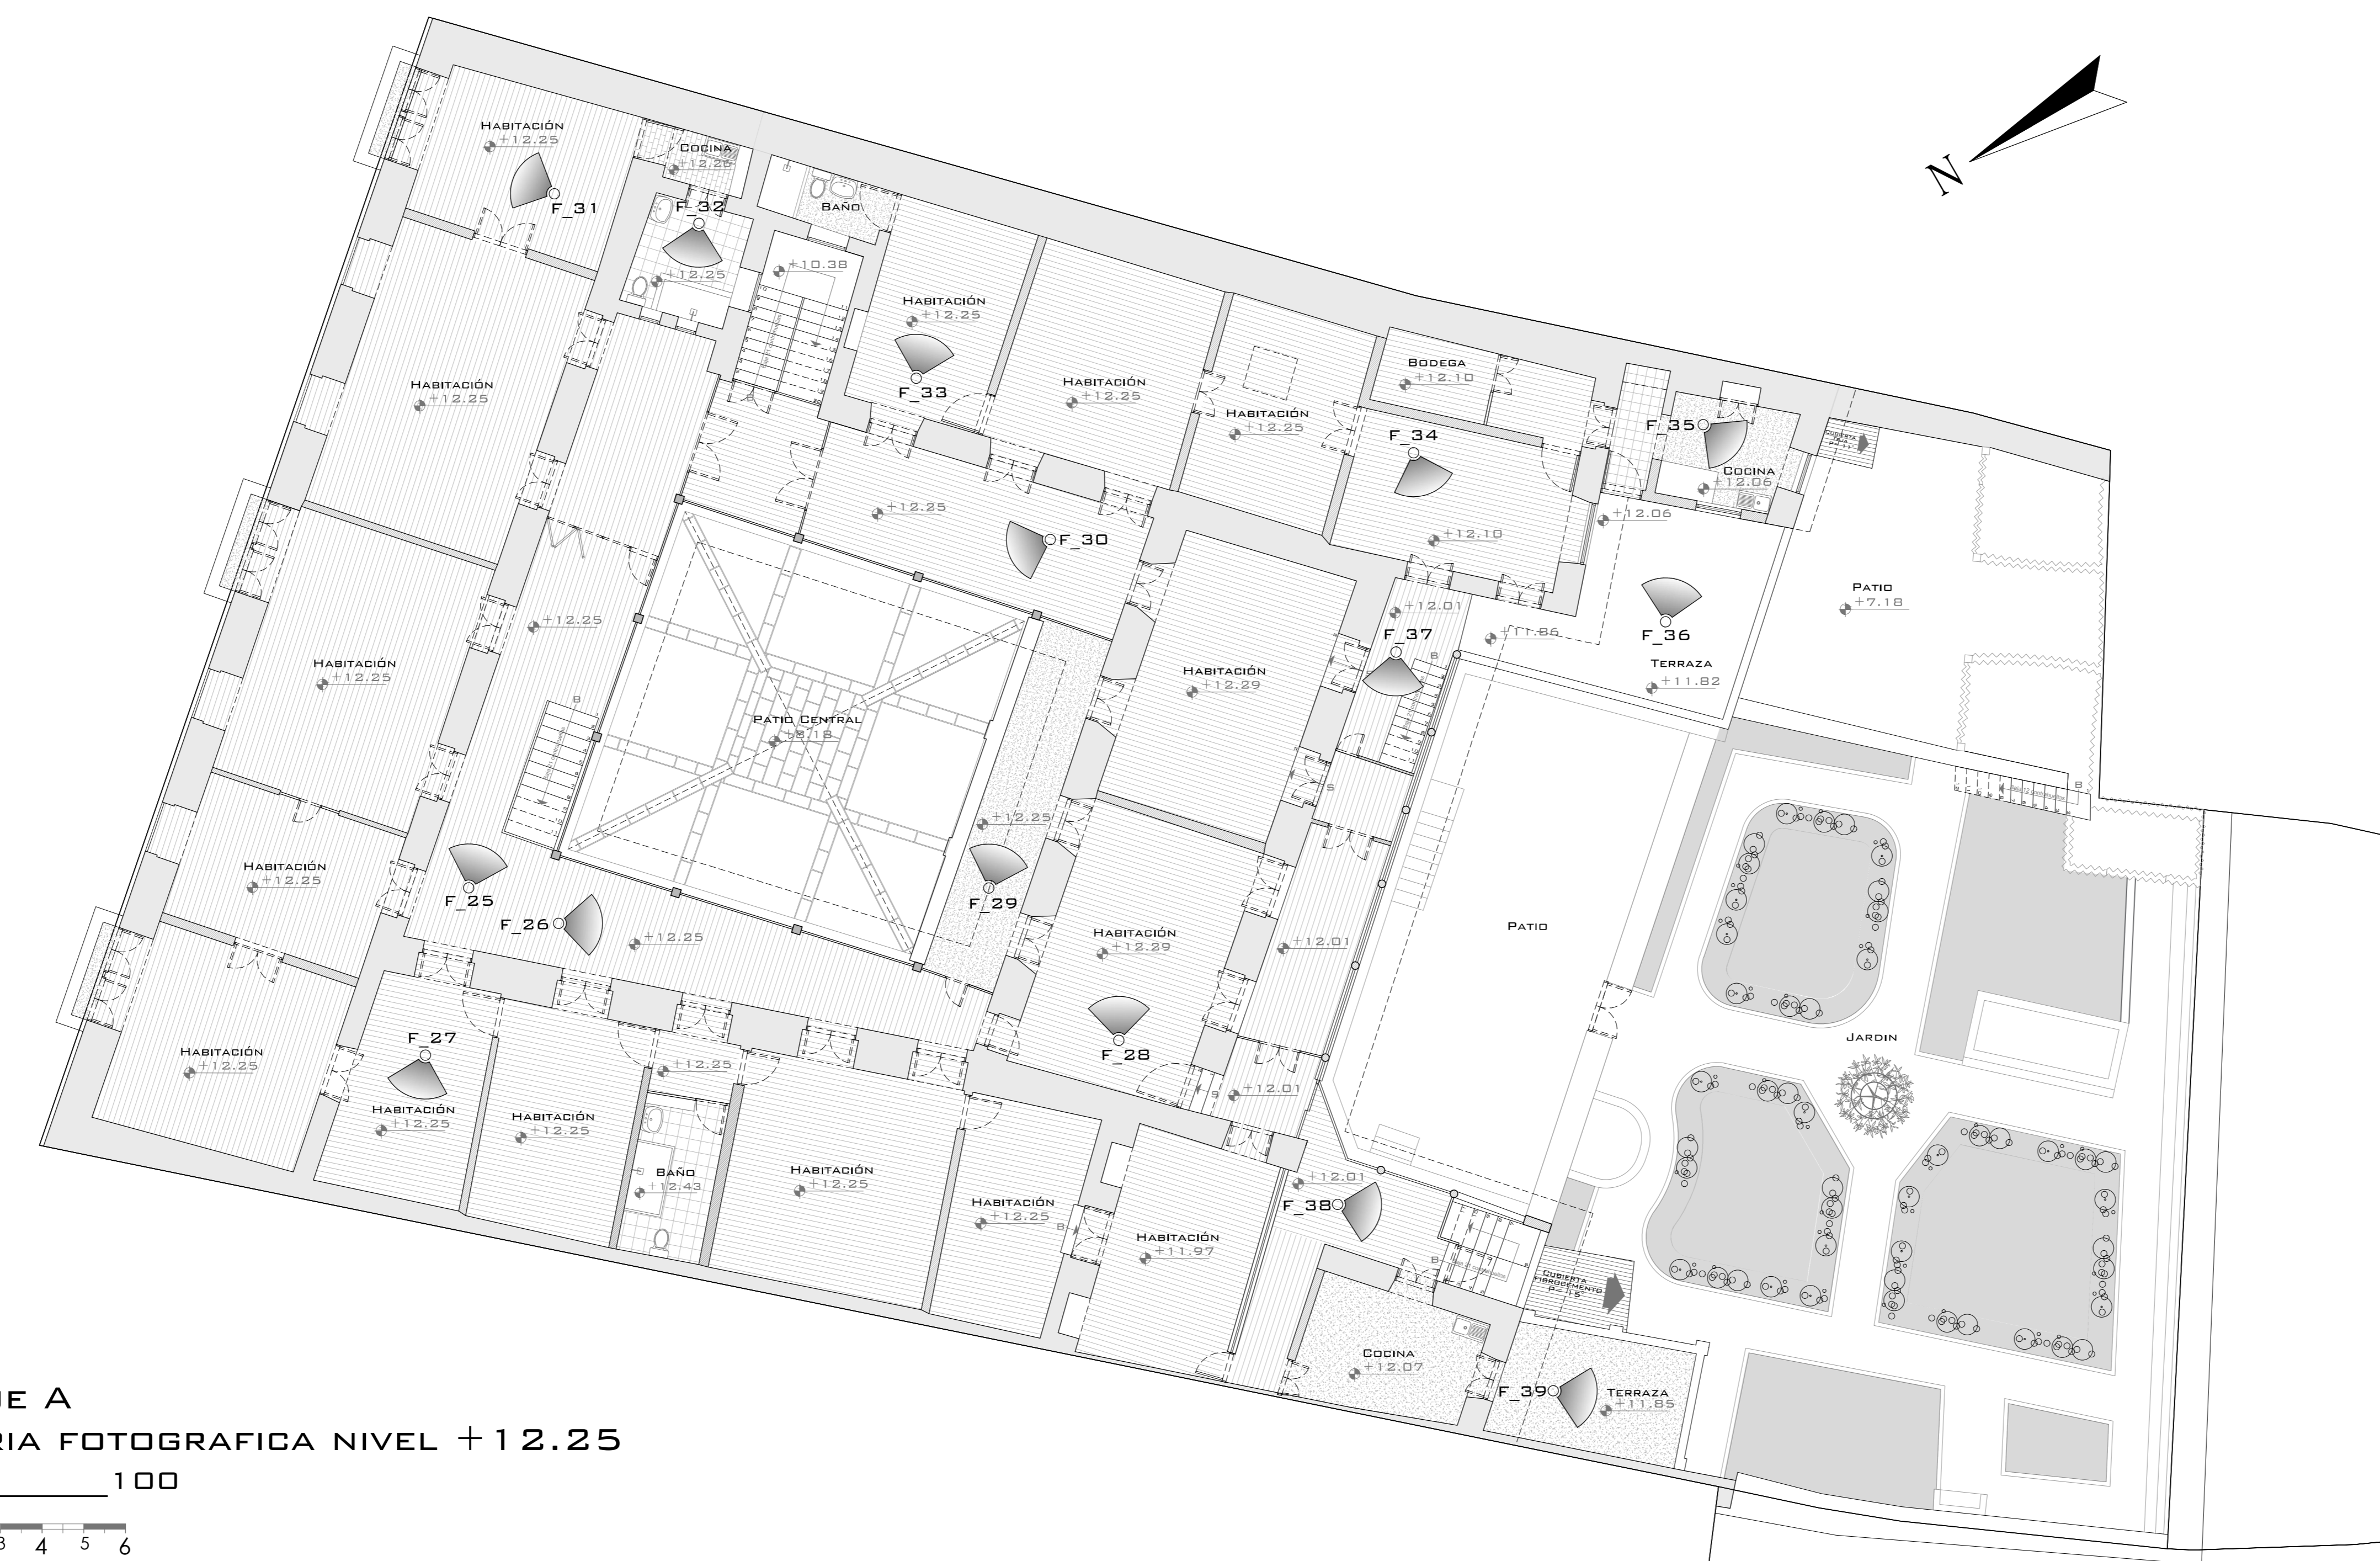 N
HABITACIÓN
+12.25
F_31
COCINA
+12.26
F_32
+12.25
BAÑO
+10.38
HABITACIÓN
+12.25
F_33
HABITACIÓN
+12.25
HABITACIÓN
+12.25
HABITACIÓN
+12.25
BODEGA
+12.10
F_34
+12.10
F_35
COCINA
+12.06
+12.06
CUBIERTA
+12.25
F_30
+12.25
PATIO
+7.18
+12.01
F_37
+11.86
F_36
TERRAZA
+11.82
HABITACIÓN
+12.25
HABITACIÓN
+12.29
B
B
PATIO CENTRAL
+8.18
S
B
+12.25
HABITACIÓN
+12.25
F_25
F_26
+12.25
F_29
HABITACIÓN
+12.29
+12.01
PATIO
HABITACIÓN
+12.25
F_27
HABITACIÓN
+12.25
HABITACIÓN
+12.25
+12.25
F_28
S
+12.01
JARDIN
BAÑO
+12.43
HABITACIÓN
+12.25
HABITACIÓN
+12.25
B
HABITACIÓN
+11.97
+12.01
F_38
B
CUBIERTA
FIBROCEMENTO
P= 15°
COCINA
+12.07
F_39
TERRAZA
+11.85
UE A
RIA FOTOGRAFICA NIVEL +12.25
100
3 4 5 6